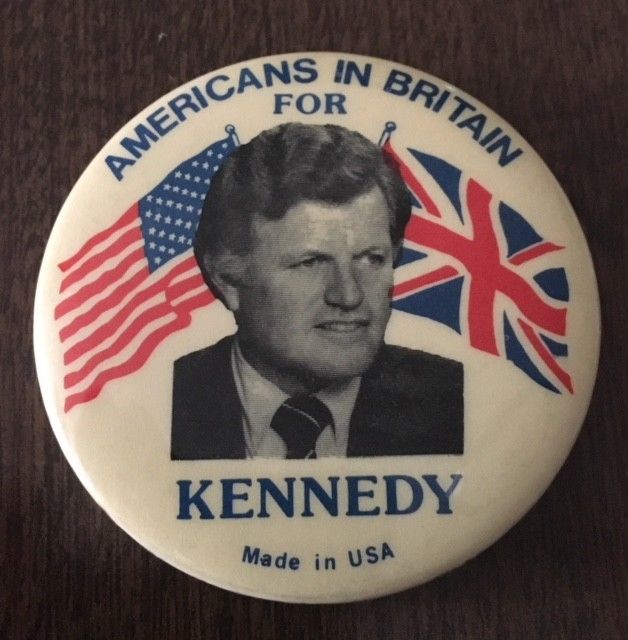 AMERICANS IN BRITAIN
FOR
KENNEDY
Made in USA